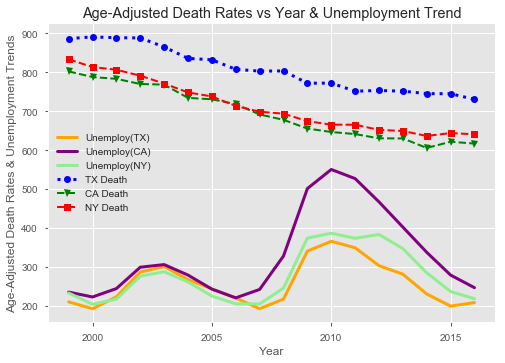 Age-Adjusted Death Rates vs Year & Unemployment Trend
Age-Adjusted Death Rates & Unemployment Trends
900
800
700
600
500
400
300
200
Unemploy(TX)
Unemploy(CA)
Unemploy(NY)
TX Death
CA Death
NY Death
2000
2005
2010
2015
Year